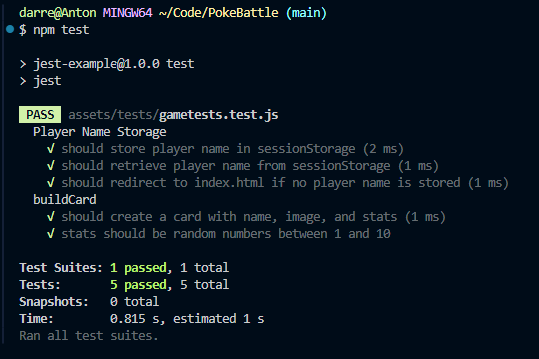 darre@Anton MINGW64 ~/Code/PokeBattle (main)
$ npm test
> jest-example@1.0.0 test
> jest
PASS assets/tests/gametests.test.js
Player Name Storage
√ should store player name in sessionStorage (2 ms)
√ should retrieve player name from sessionStorage (1 ms)
√ should redirect to index.html if no player name is stored (1 ms)
buildCard
√ should create a card with name, image, and stats (1 ms)
√ stats should be random numbers between 1 and 10
Test Suites: 1 passed, 1 total
Tests: 5 passed, 5 total
Snapshots: 0 total
Time: 0.815 s, estimated 1 s
Ran all test suites.